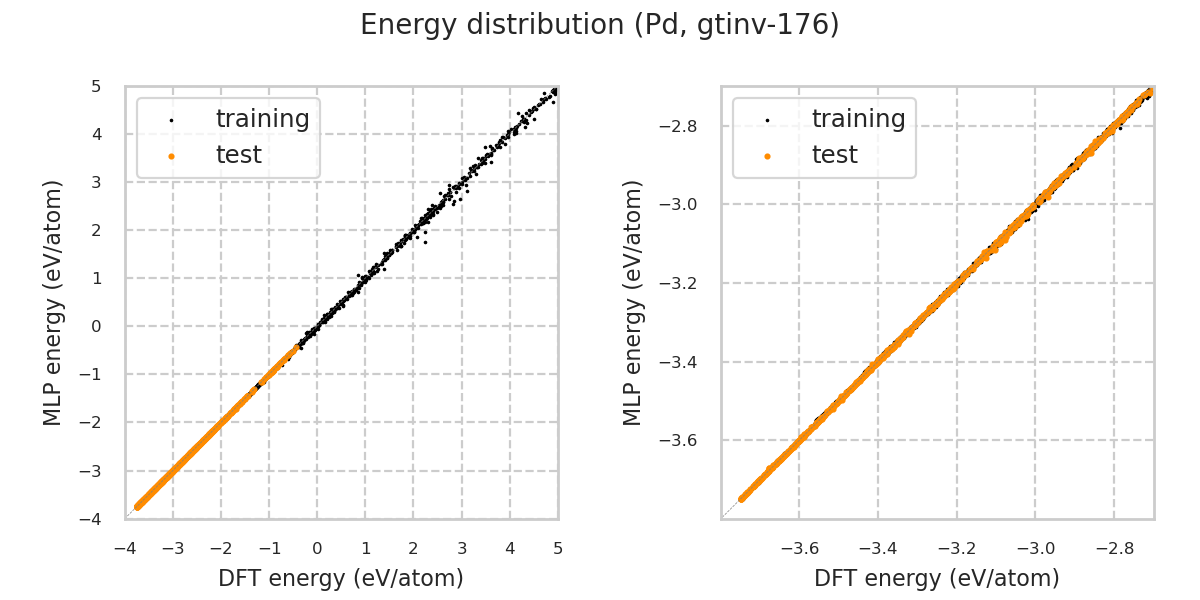 Energy distribution (Pd, gtinv-176)
training
test
5
4
3
2
1
0
−1
−2
−3
−4
MLP energy (eV/atom)
−4 −3 −2 −1 0 1 2 3 4 5
DFT energy (eV/atom)
training
test
−2.8
−3.0
−3.2
−3.4
−3.6
MLP energy (eV/atom)
−3.6 −3.4 −3.2 −3.0 −2.8
DFT energy (eV/atom)